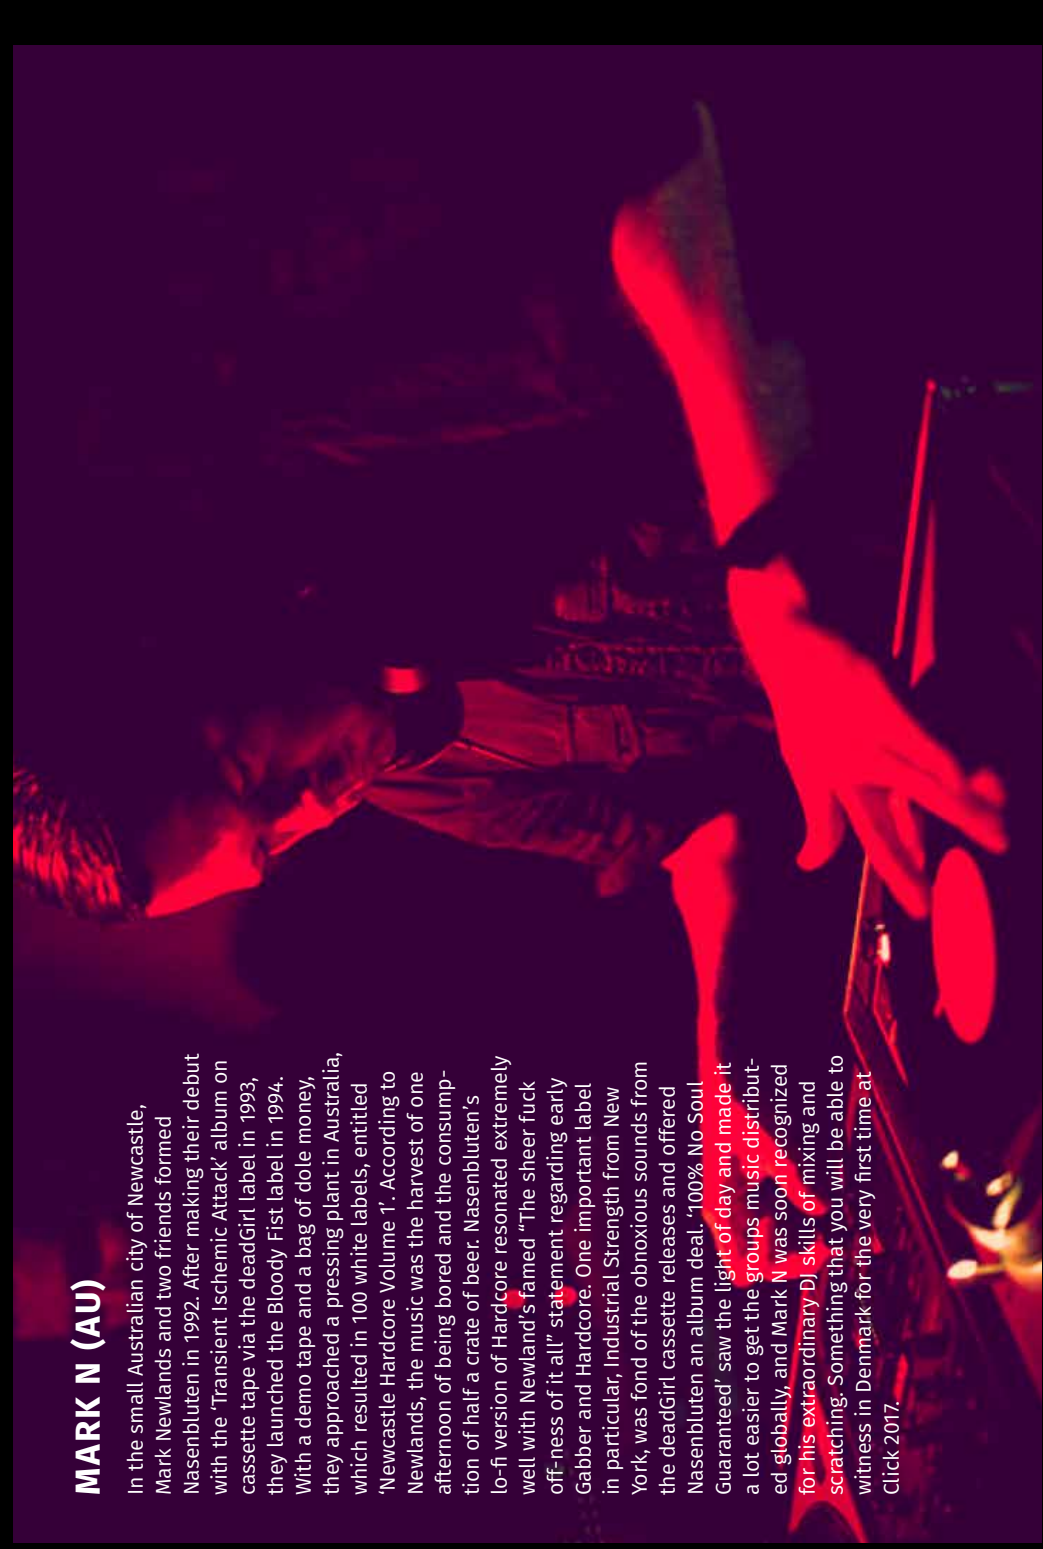 MARK N (AU)
In the small Australian city of Newcastle,
Mark Newlands and two friends formed
Nasenbluten in 1992. After making their debut
with the ‘Transient Ischemic Attack’ album on
cassette tape via the deadGirl label in 1993,
they launched the Bloody Fist label in 1994.
With a demo tape and a bag of dole money,
they approached a pressing plant in Australia,
which resulted in 100 white labels, entitled
‘Newcastle Hardcore Volume 1’. According to
Newlands, the music was the harvest of one
afternoon of being bored and the consump-
tion of half a crate of beer. Nasenbluten’s
lo-fi version of Hardcore resonated extremely
well with Newland’s famed “The sheer fuck
off-ness of it all” statement regarding early
Gabber and Hardcore. One important label
in particular, Industrial Strength from New
York, was fond of the obnoxious sounds from
the deadGirl cassette releases and offered
Nasenbluten an album deal. ‘100% No Soul
Guaranteed’ saw the light of day and made it
a lot easier to get the groups music distribut-
ed globally, and Mark N was soon recognized
for his extraordinary DJ skills of mixing and
scratching. Something that you will be able to
witness in Denmark for the very first time at
Click 2017.